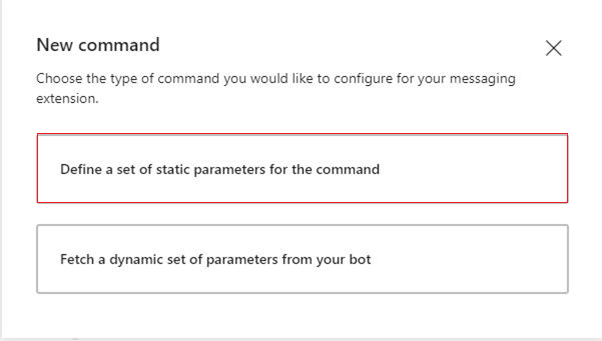 New command
Choose the type of command you would like to configure for your messaging
extension.
Define a set of static parameters for the command
Fetch a dynamic set of parameters from your bot